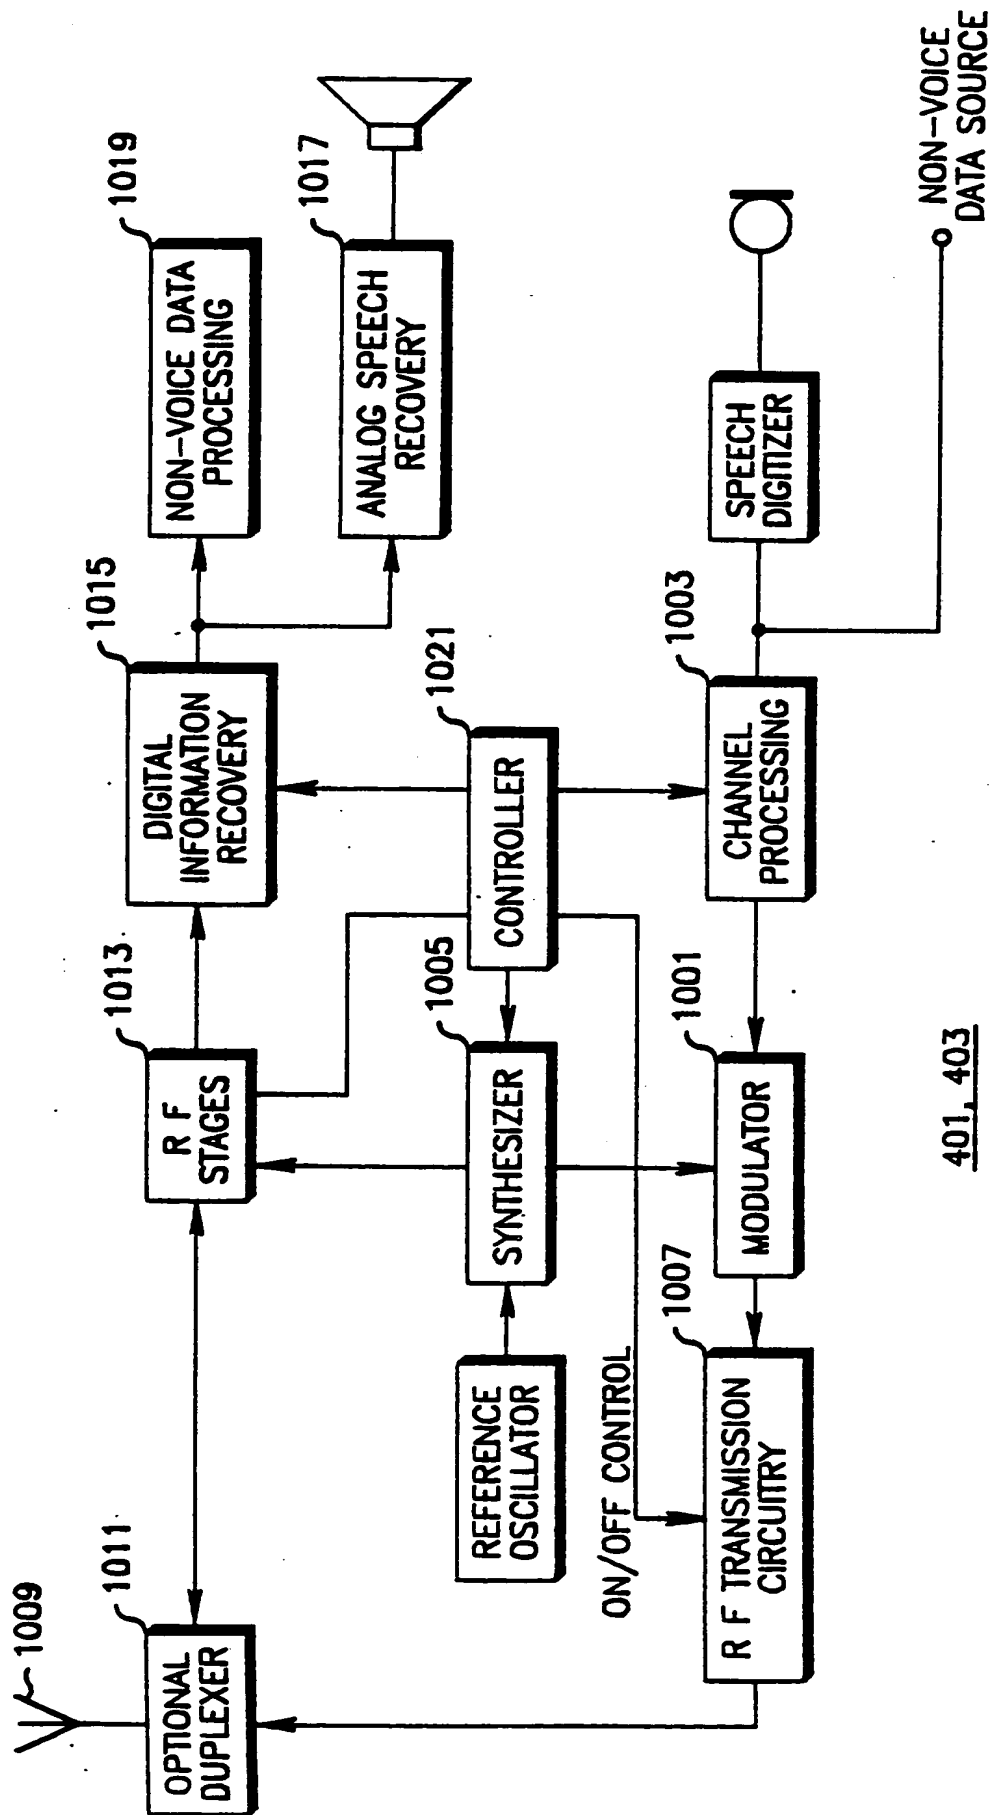 1009
1011
OPTIONAL
DUPLEXER
1013
R F
STAGES
1015
DIGITAL
INFORMATION
RECOVERY
1019
NON-VOICE DATA
PROCESSING
1017
ANALOG SPEECH
RECOVERY
REFERENCE
OSCILLATOR
1005
SYNTHESIZER
1021
CONTROLLER
ON/OFF CONTROL
1007
R F TRANSMISSION
CIRCUITRY
1001
MODULATOR
1003
CHANNEL
PROCESSING
SPEECH
DIGITIZER
NON-VOICE
DATA SOURCE
401, 403